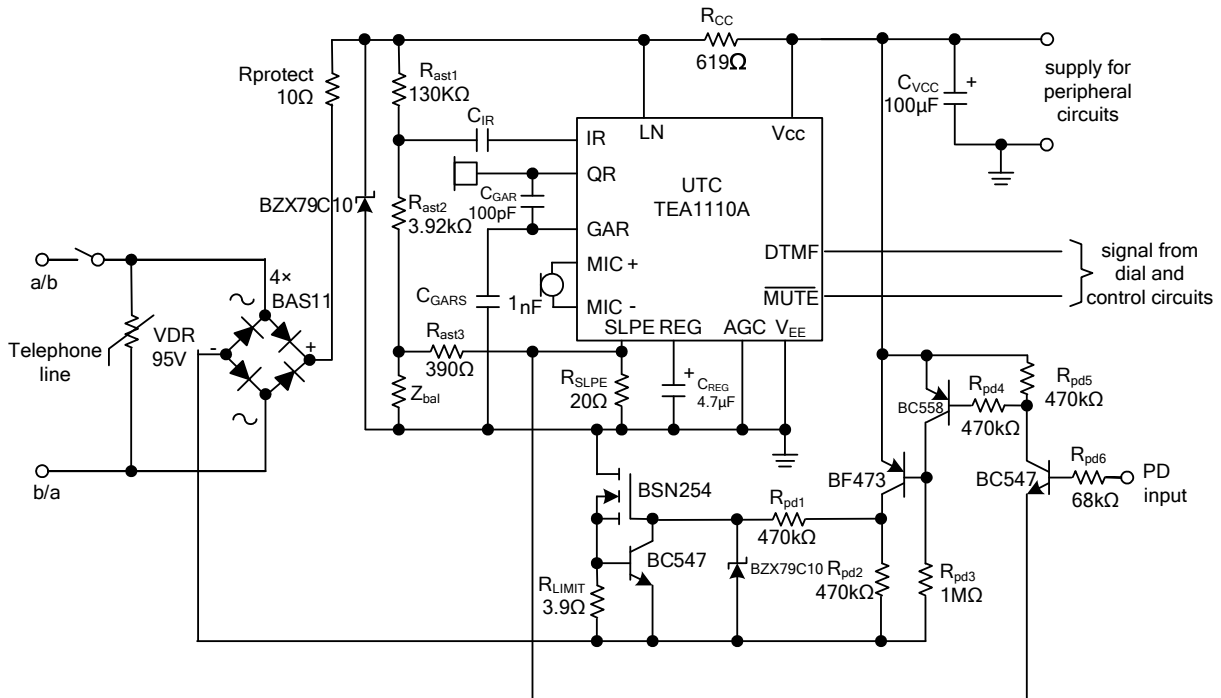 R_CC
619Ω
Rprotect
10Ω
R_ast1
130KΩ
C_VCC
100µF
+
supply for
peripheral
circuits
C_IR
LN
Vcc
IR
QR
UTC
TEA1110A
C_GAR
100pF
BZX79C10
R_ast2
3.92kΩ
GAR
DTMF
signal from
dial and
control circuits
MIC +
a/b
4×
BAS11
C_GARS
1nF
MIC -
MUTE
SLPE
REG
AGC
V_EE
Telephone
line
VDR
95V
-
+
R_ast3
390Ω
R_SLPE
20Ω
+
C_REG
4.7µF
R_pd5
470kΩ
R_pd4
470kΩ
BC558
Z_bal
b/a
BSN254
R_pd1
470kΩ
BF473
BC547
R_pd6
68kΩ
PD
input
BC547
BZX79C10
R_pd2
470kΩ
R_pd3
1MΩ
R_LIMIT
3.9Ω